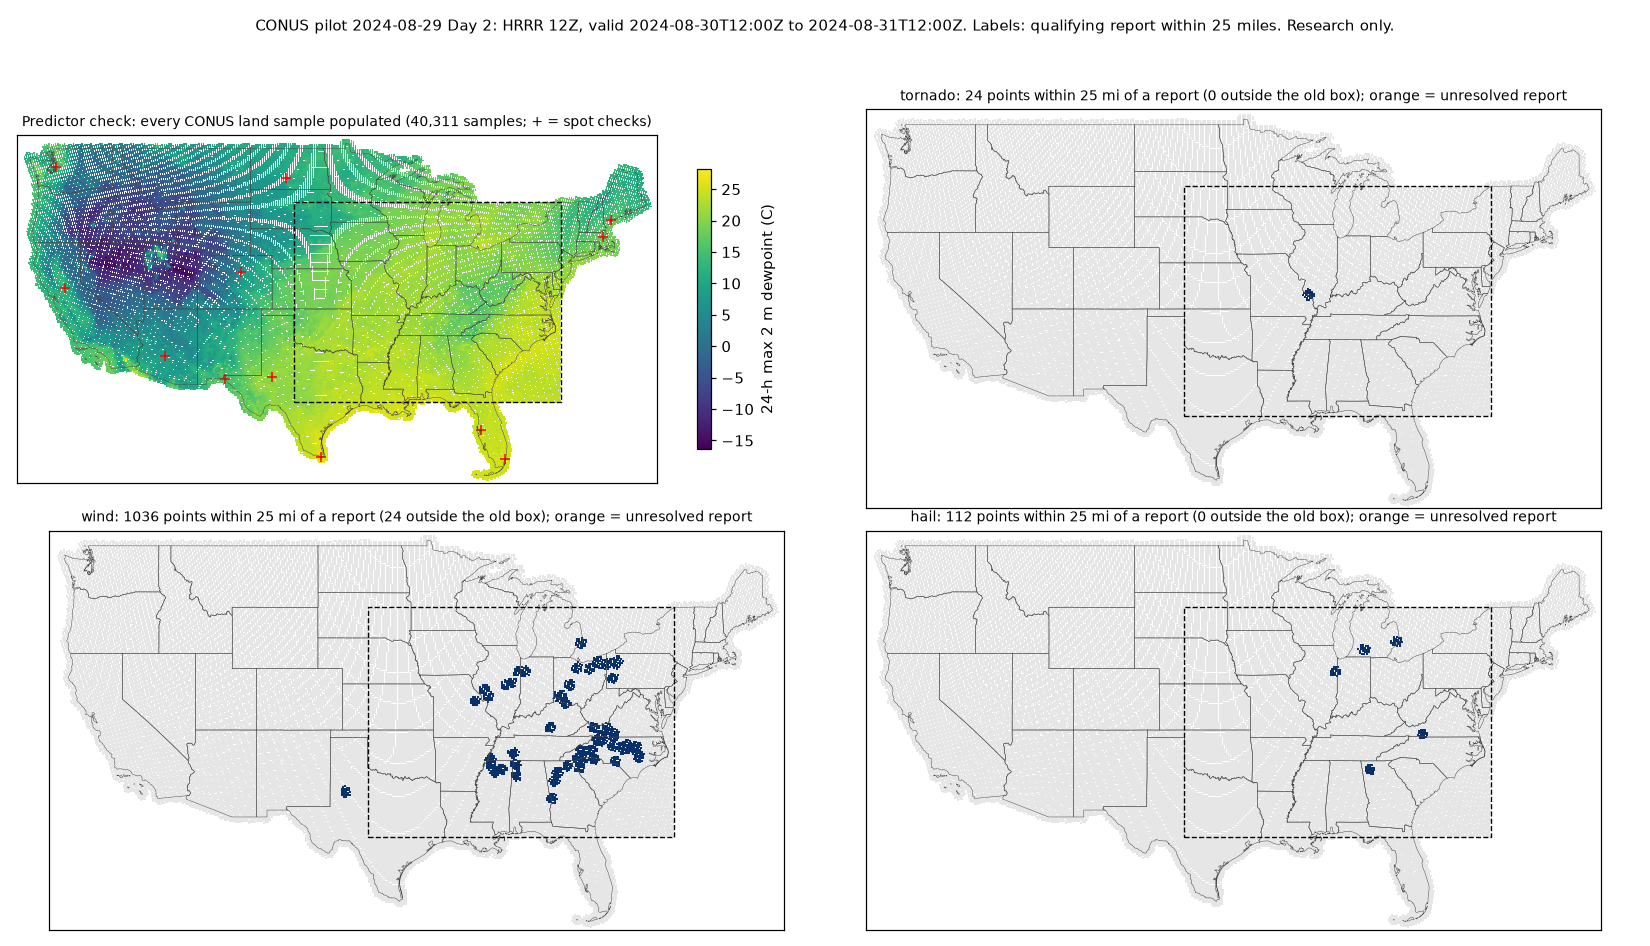 CONUS pilot 2024-08-29 Day 2: HRRR 12Z, valid 2024-08-30T12:00Z to 2024-08-31T12:00Z. Labels: qualifying report within 25 miles. Research only.
Predictor check: every CONUS land sample populated (40,311 samples; + = spot checks)
25
20
15
10
5
0
−5
−10
−15
24-h max 2 m dewpoint (C)
tornado: 24 points within 25 mi of a report (0 outside the old box); orange = unresolved report
wind: 1036 points within 25 mi of a report (24 outside the old box); orange = unresolved report
hail: 112 points within 25 mi of a report (0 outside the old box); orange = unresolved report